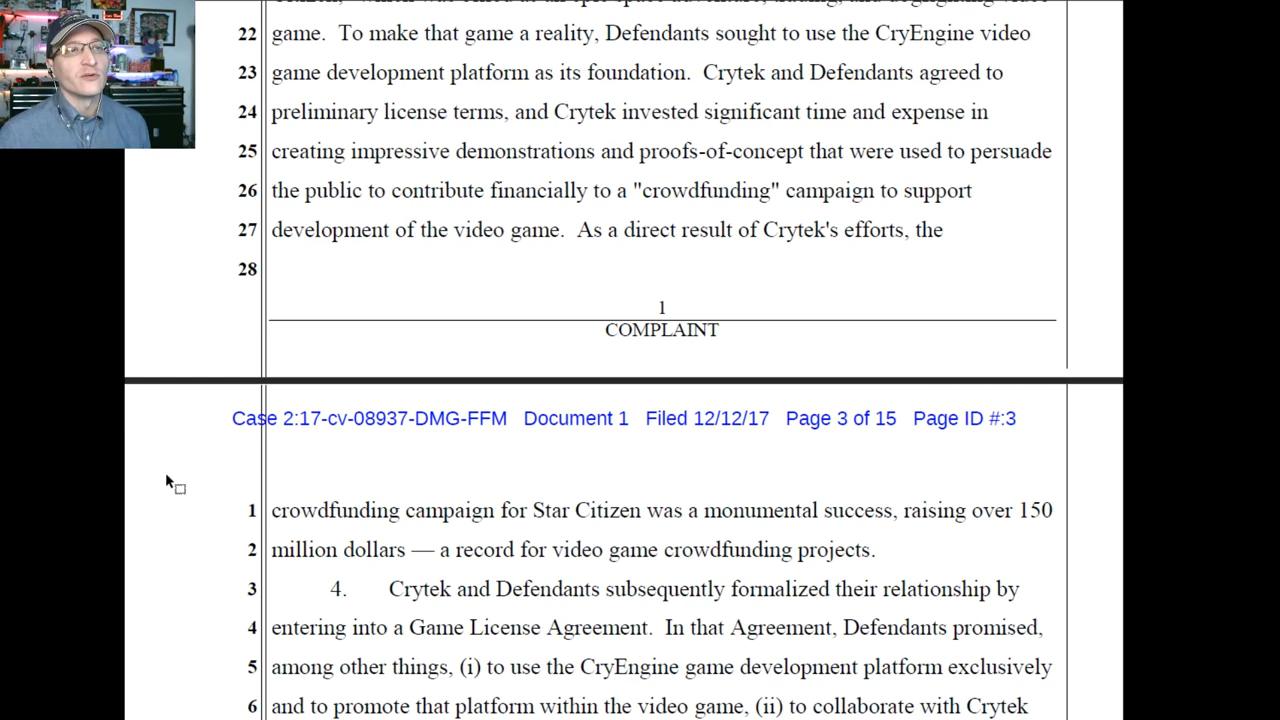 22 game. To make that game a reality, Defendants sought to use the CryEngine video
23 game development platform as its foundation. Crytek and Defendants agreed to
24 preliminary license terms, and Crytek invested significant time and expense in
25 creating impressive demonstrations and proofs-of-concept that were used to persuade
26 the public to contribute financially to a "crowdfunding" campaign to support
27 development of the video game. As a direct result of Crytek's efforts, the
28
1
COMPLAINT
Case 2:17-cv-08937-DMG-FFM Document 1 Filed 12/12/17 Page 3 of 15 Page ID #:3
1 crowdfunding campaign for Star Citizen was a monumental success, raising over 150
2 million dollars — a record for video game crowdfunding projects.
3 4. Crytek and Defendants subsequently formalized their relationship by
4 entering into a Game License Agreement. In that Agreement, Defendants promised,
5 among other things, (i) to use the CryEngine game development platform exclusively
6 and to promote that platform within the video game, (ii) to collaborate with Crytek